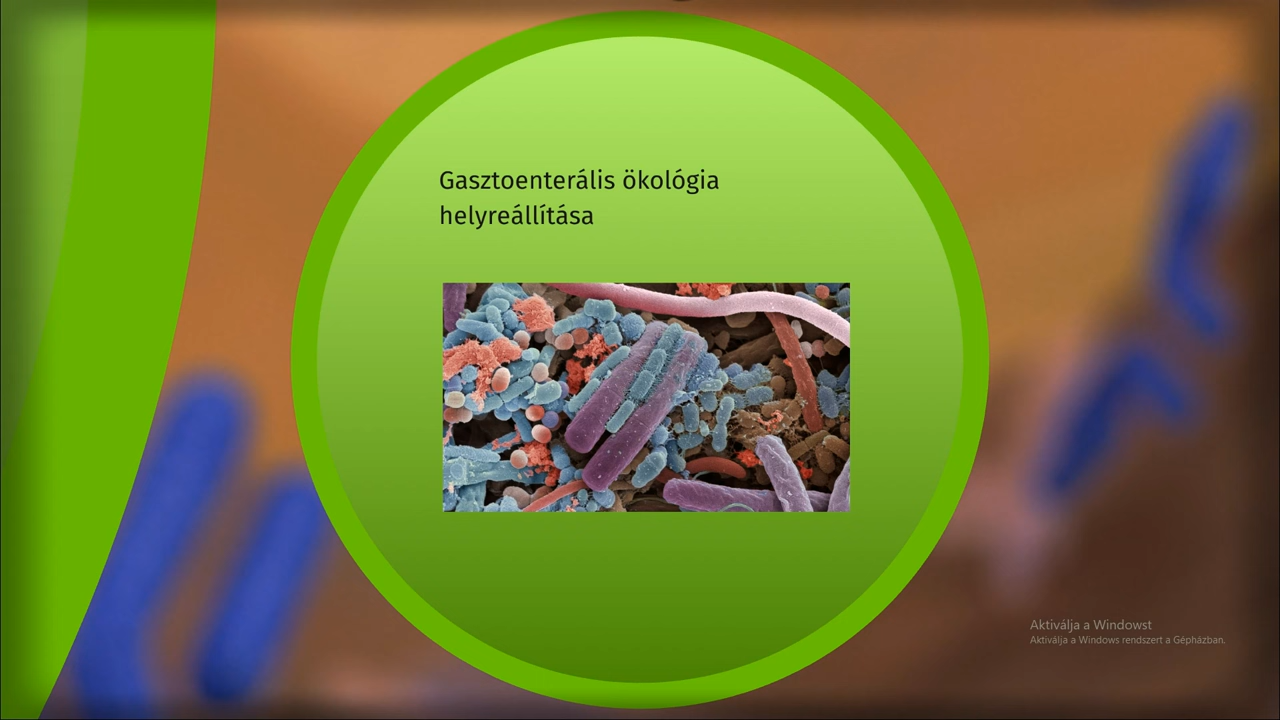 Gasztoenterális ökológia
helyreállítása
Aktiválja a Windowst
Aktiválja a Windows rendszert a Gépházban.